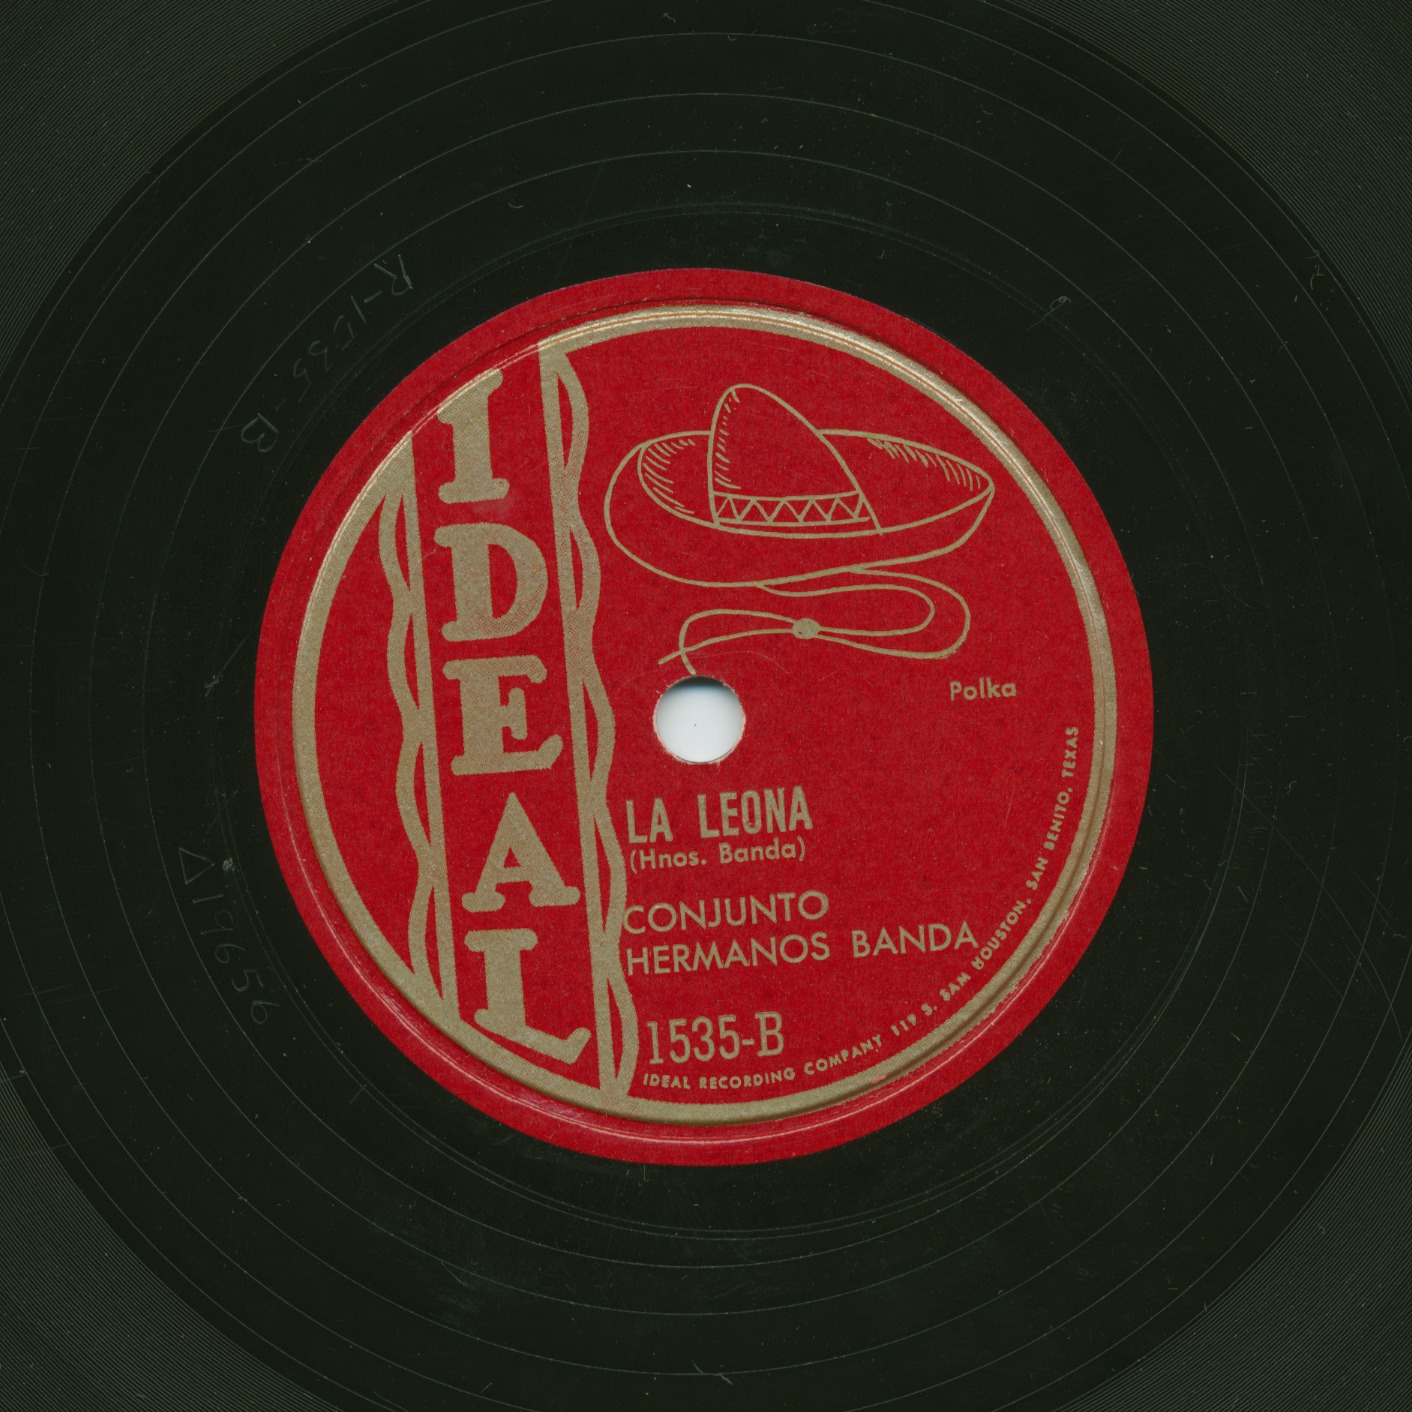 IDEAL
Polka
LA LEONA
(Hnos. Banda)
CONJUNTO
HERMANOS BANDA
1535-B
IDEAL RECORDING COMPANY 119 S. SAM HOUSTON, SAN BENITO, TEXAS
R-1535-B
Δ19656